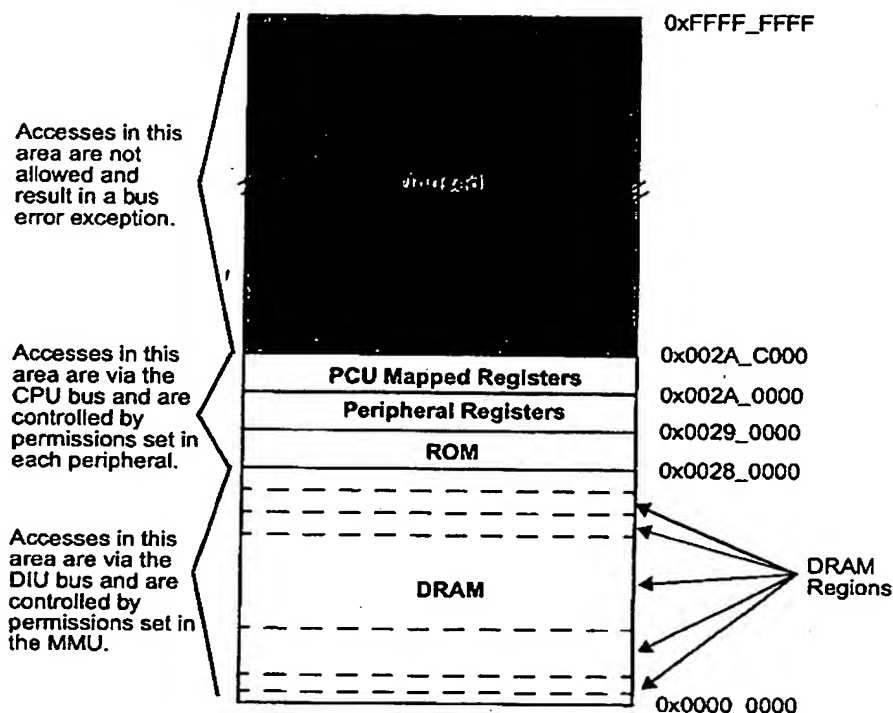 0xFFFF_FFFF
Accesses in this
area are not
allowed and
result in a bus
error exception.
0x002A_C000
Accesses in this
area are via the
CPU bus and are
controlled by
permissions set in
each peripheral.
PCU Mapped Registers
0x002A_0000
Peripheral Registers
0x0029_0000
ROM
0x0028_0000
Accesses in this
area are via the
DIU bus and are
controlled by
permissions set in
the MMU.
DRAM
DRAM
Regions
0x0000_0000